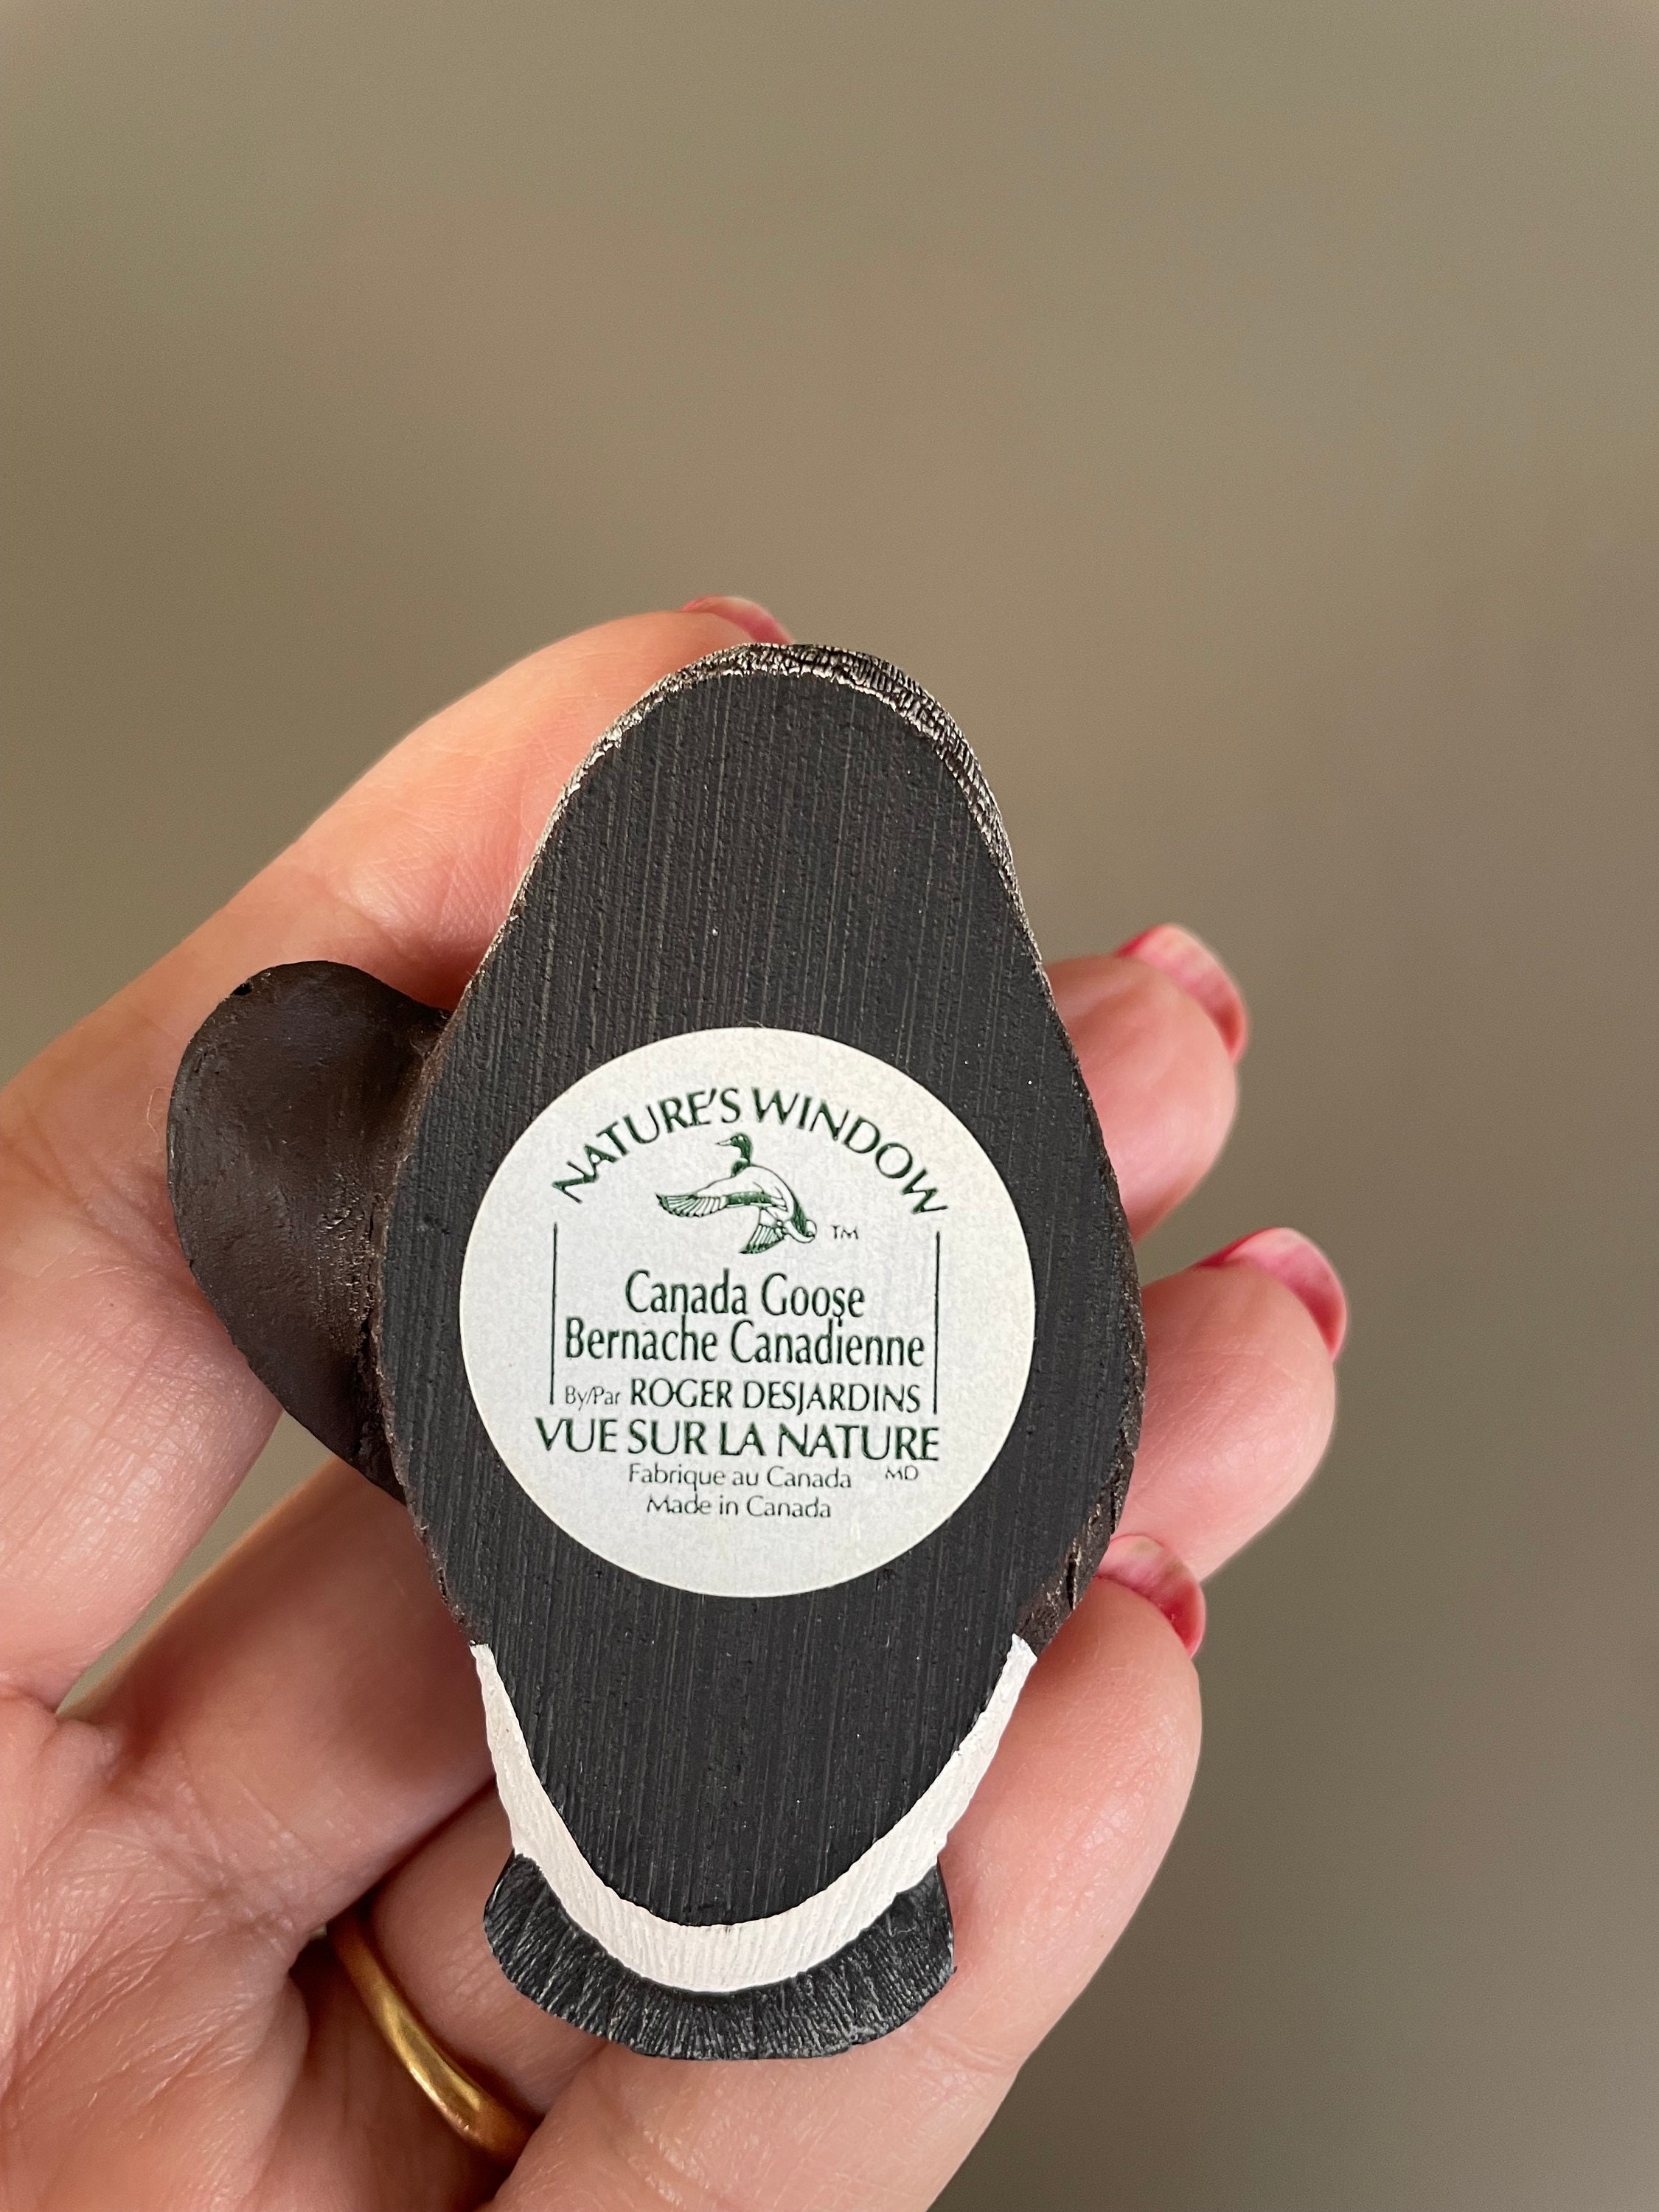 NATURE'S WINDOW
TM
Canada Goose
Bernache Canadienne
By/Par ROGER DESJARDINS
VUE SUR LA NATURE
Fabrique au Canada MD
Made in Canada